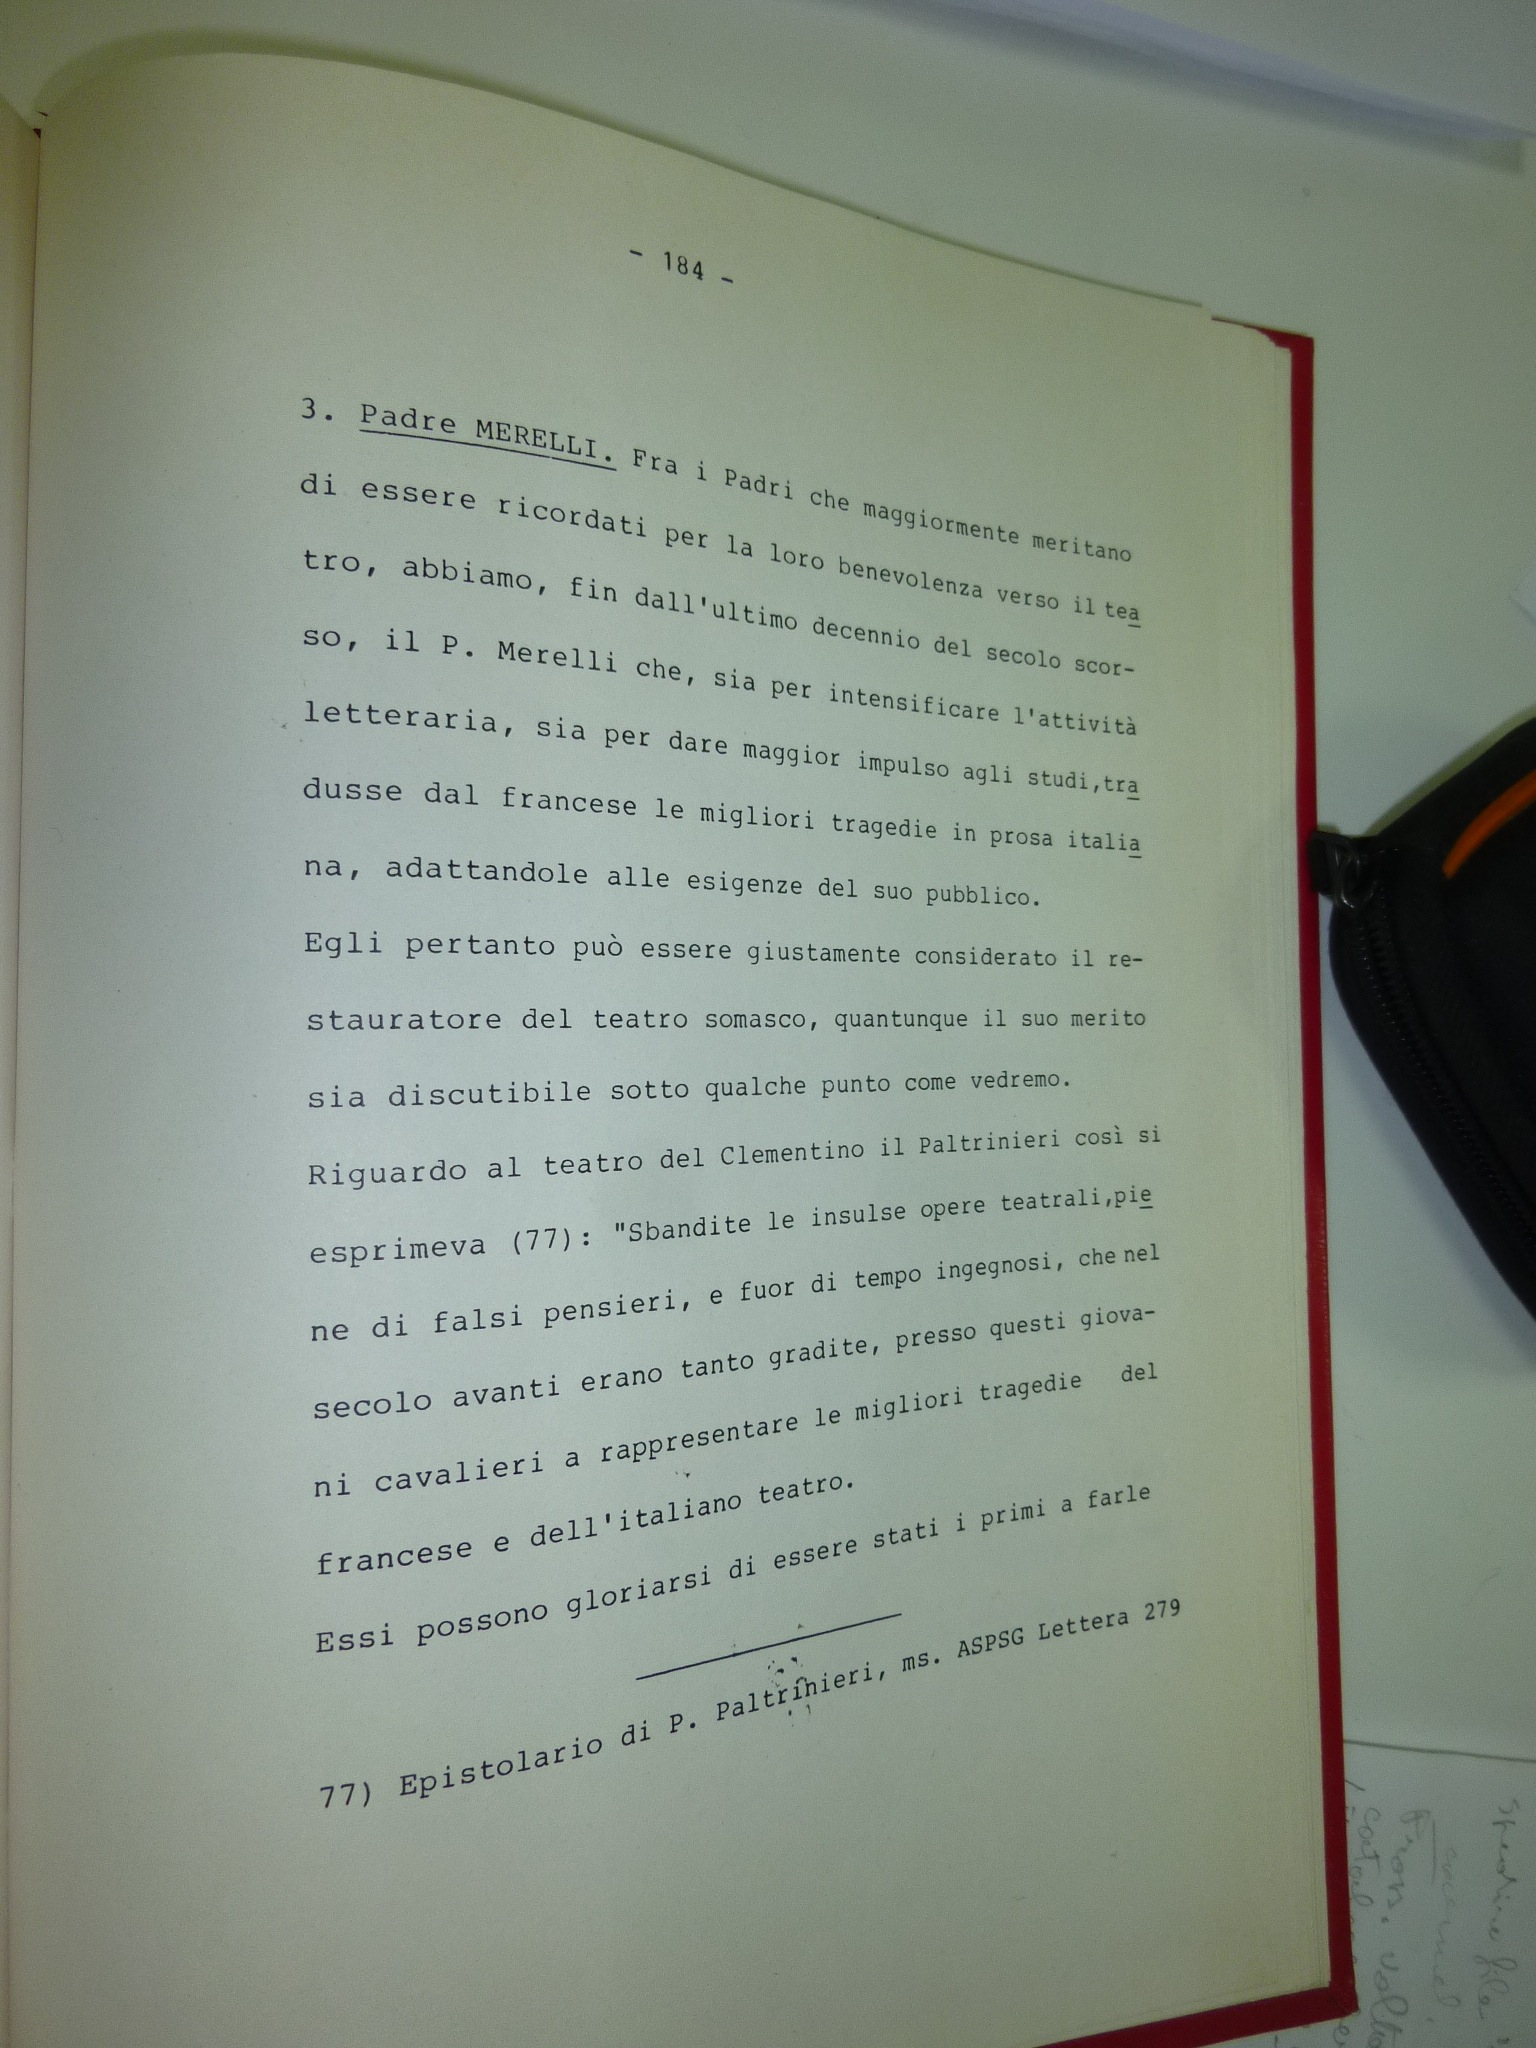 - 184 -
3. Padre MERELLI. Fra i Padri che maggiormente meritano
di essere ricordati per la loro benevolenza verso il tea
tro, abbiamo, fin dall'ultimo decennio del secolo scor-
so, il P. Merelli che, sia per intensificare l'attività
letteraria, sia per dare maggior impulso agli studi,tra
dusse dal francese le migliori tragedie in prosa italia
na, adattandole alle esigenze del suo pubblico.
Egli pertanto può essere giustamente considerato il re-
stauratore del teatro somasco, quantunque il suo merito
sia discutibile sotto qualche punto come vedremo.
Riguardo al teatro del Clementino il Paltrinieri così si
esprimeva (77): "Sbandite le insulse opere teatrali,pie
ne di falsi pensieri, e fuor di tempo ingegnosi, che nel
secolo avanti erano tanto gradite, presso questi giova-
ni cavalieri a rappresentare le migliori tragedie del
francese e dell'italiano teatro.
Essi possono gloriarsi di essere stati i primi a farle
77) Epistolario di P. Paltrinieri, ms. ASPSG Lettera 279